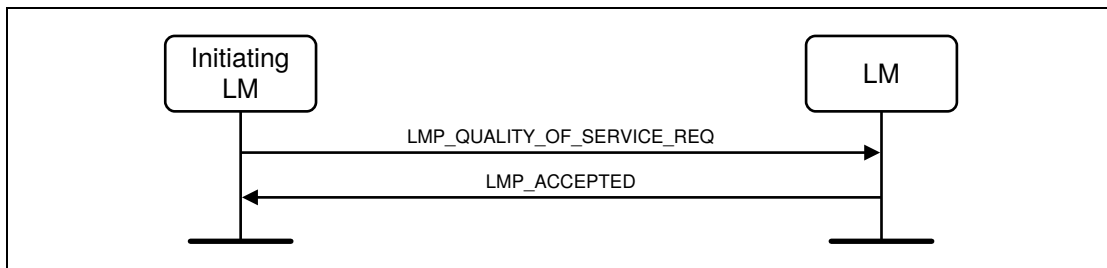 Initiating
LM
LM
LMP_QUALITY_OF_SERVICE_REQ
LMP_ACCEPTED